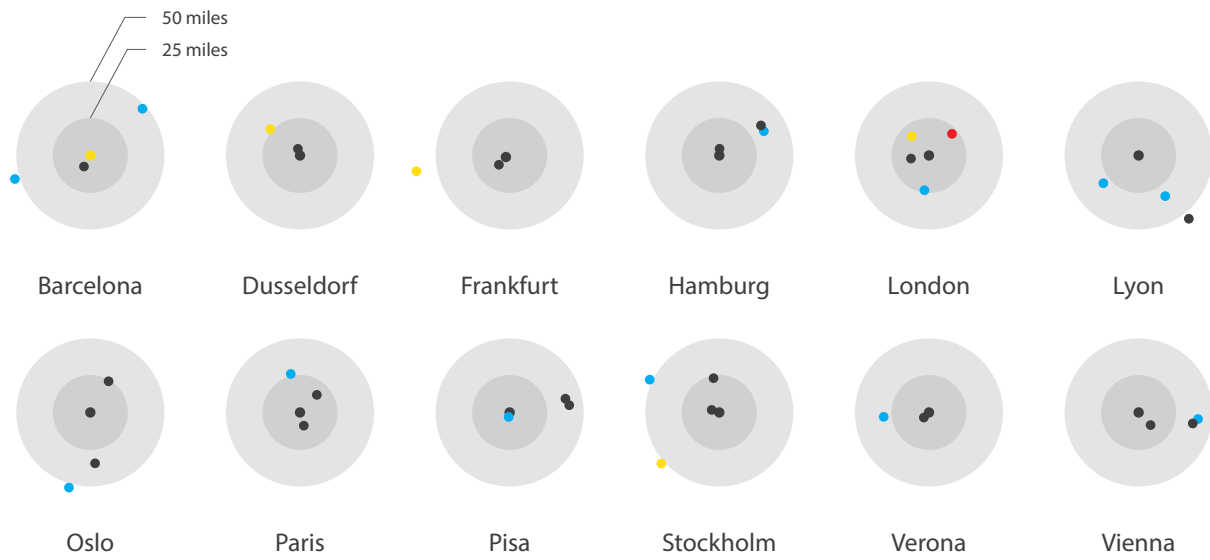 50 miles
25 miles
Barcelona
Dusseldorf
Frankfurt
Hamburg
London
Lyon
Oslo
Paris
Pisa
Stockholm
Verona
Vienna